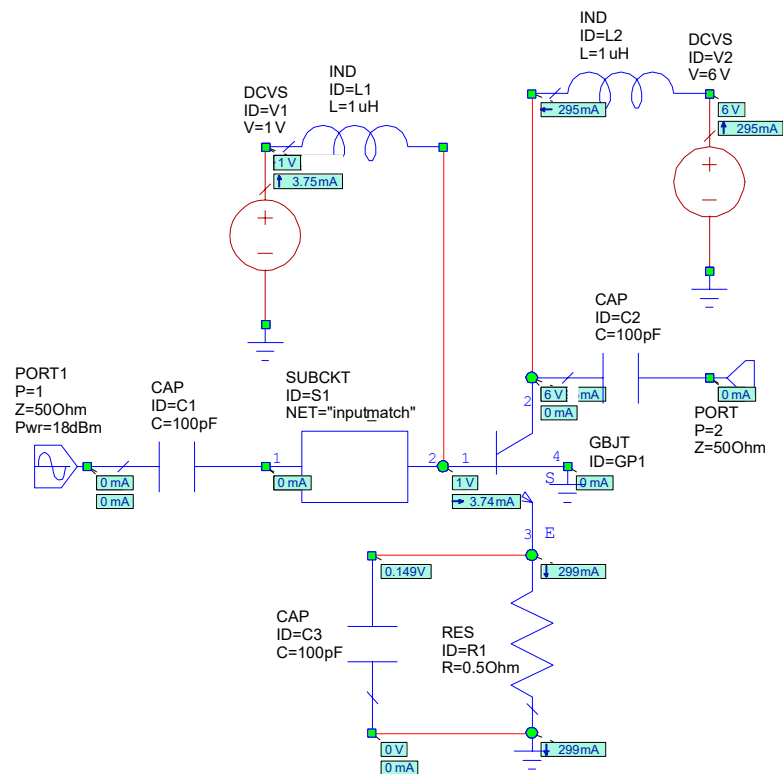 IND
ID=L1
L=1 uH
IND
ID=L2
L=1 uH
DCVS
ID=V2
V=6 V
DCVS
ID=V1
V=1 V
1 V
3.75mA
295mA
6 V
295mA
CAP
ID=C2
C=100pF
PORT1
P=1
Z=50Ohm
Pwr=18dBm
CAP
ID=C1
C=100pF
SUBCKT
ID=S1
NET="input_match"
6 V
0 mA
2
0 mA
PORT
P=2
Z=50Ohm
GBJT
ID=GP1
1
2
1
4
S
0 mA
0 mA
0 mA
1 V
3.74mA
0 mA
3
E
0.149V
299mA
CAP
ID=C3
C=100pF
RES
ID=R1
R=0.5Ohm
0 V
0 mA
299mA